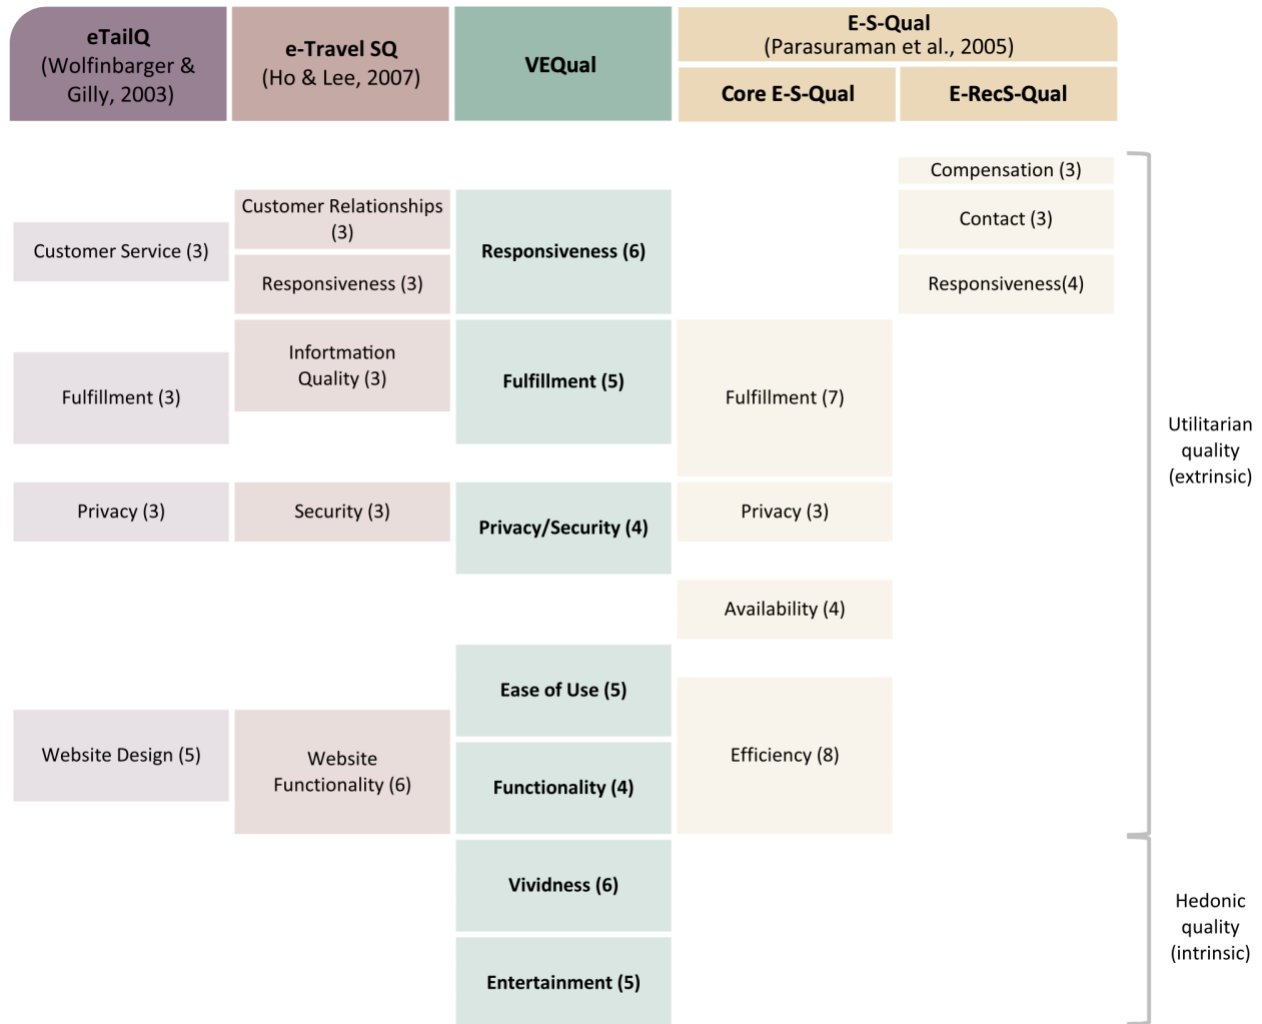 eTailQ
(Wolfinbarger &
Gilly, 2003)
e-Travel SQ
(Ho & Lee, 2007)
VEQual
E-S-Qual
(Parasuraman et al., 2005)
Core E-S-Qual
E-RecS-Qual
Compensation (3)
Customer Relationships
(3)
Contact (3)
Customer Service (3)
Responsiveness (6)
Responsiveness (3)
Responsiveness(4)
Infortmation
Quality (3)
Fulfillment (3)
Fulfillment (5)
Fulfillment (7)
Utilitarian
quality
(extrinsic)
Privacy (3)
Security (3)
Privacy/Security (4)
Privacy (3)
Availability (4)
Ease of Use (5)
Website Design (5)
Website
Functionality (6)
Efficiency (8)
Functionality (4)
Vividness (6)
Hedonic
quality
(intrinsic)
Entertainment (5)